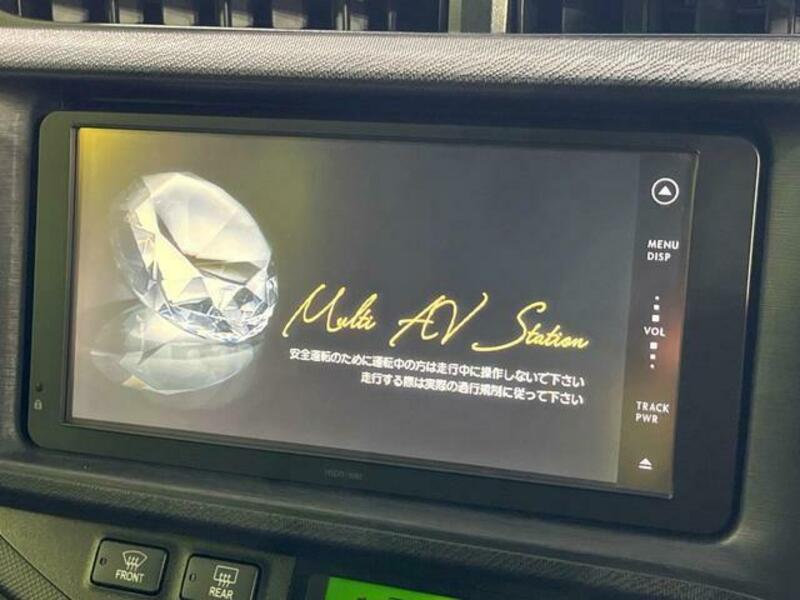 MENU
DISP
VOL
Multi AV Station
安全運転のために運転中の方は走行中に操作しないで下さい
走行する際は実際の通行規制に従って下さい
TRACK
PWR
FRONT
REAR